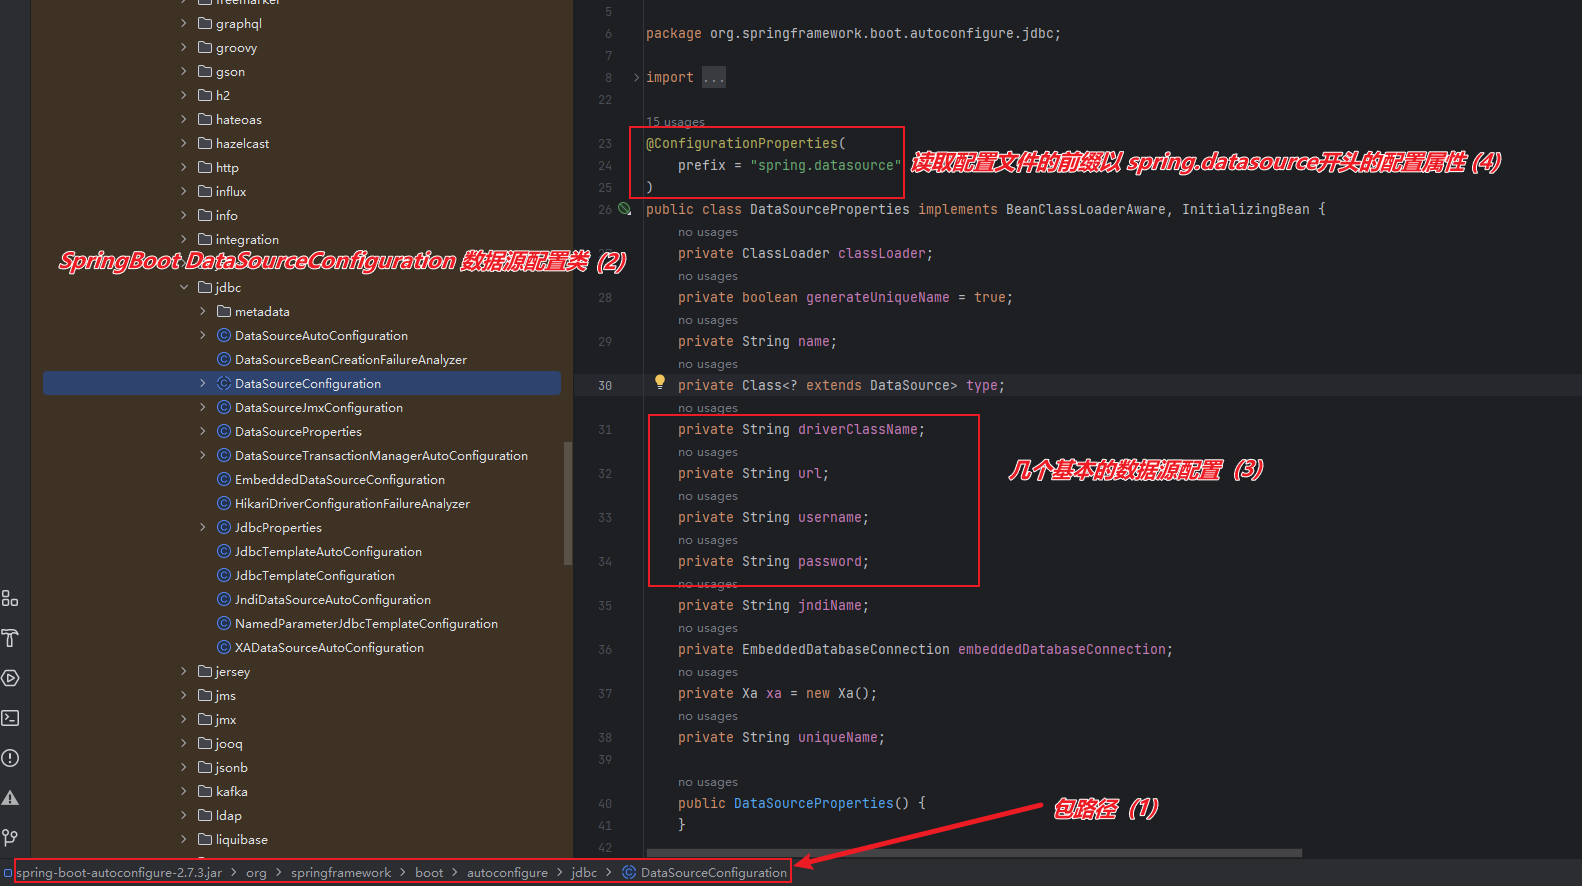 freemarker
graphql
groovy
gson
h2
hateoas
hazelcast
http
influx
info
integration
SpringBoot DataSourceConfiguration 数据源配置类 (2)
jdbc
metadata
DataSourceAutoConfiguration
DataSourceBeanCreationFailureAnalyzer
DataSourceConfiguration
DataSourceJmxConfiguration
DataSourceProperties
DataSourceTransactionManagerAutoConfiguration
EmbeddedDataSourceConfiguration
HikariDriverConfigurationFailureAnalyzer
JdbcProperties
JdbcTemplateAutoConfiguration
JdbcTemplateConfiguration
JndiDataSourceAutoConfiguration
NamedParameterJdbcTemplateConfiguration
XADataSourceAutoConfiguration
jersey
jms
jmx
jooq
jsonb
kafka
ldap
liquibase
5
6 package org.springframework.boot.autoconfigure.jdbc;
7
8 import ...
22
15 usages
23 @ConfigurationProperties(
24 prefix = "spring.datasource"
读取配置文件的前缀以 spring.datasource开头的配置属性 (4)
25 )
26 public class DataSourceProperties implements BeanClassLoaderAware, InitializingBean {
no usages
27 private ClassLoader classLoader;
no usages
28 private boolean generateUniqueName = true;
no usages
29 private String name;
no usages
30 private Class<? extends DataSource> type;
no usages
31 private String driverClassName;
no usages
32 private String url;
几个基本的数据源配置 （3）
no usages
33 private String username;
no usages
34 private String password;
no usages
35 private String jndiName;
no usages
36 private EmbeddedDatabaseConnection embeddedDatabaseConnection;
no usages
37 private Xa xa = new Xa();
no usages
38 private String uniqueName;
39
no usages
40 public DataSourceProperties() {
包路径 （1）
41 }
42
spring-boot-autoconfigure-2.7.3.jar > org > springframework > boot > autoconfigure > jdbc > DataSourceConfiguration